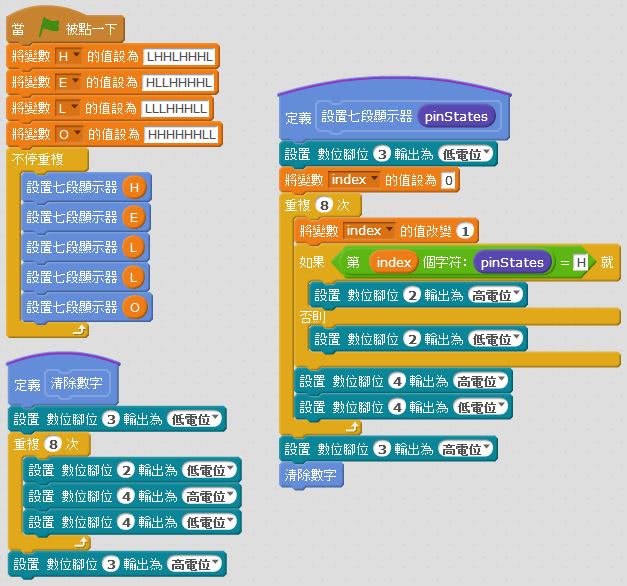 當 被點一下
將變數 H 的值設為 LHHLHHHL
將變數 E 的值設為 HLLHHHHL
將變數 L 的值設為 LLLHHHLL
將變數 O 的值設為 HHHHHHLL
不停重複
設置七段顯示器 H
設置七段顯示器 E
設置七段顯示器 L
設置七段顯示器 L
設置七段顯示器 O
定義 清除數字
設置 數位腳位 3 輸出為 低電位
重複 8 次
設置 數位腳位 2 輸出為 低電位
設置 數位腳位 4 輸出為 高電位
設置 數位腳位 4 輸出為 低電位
設置 數位腳位 3 輸出為 高電位
定義 設置七段顯示器 pinStates
設置 數位腳位 3 輸出為 低電位
將變數 index 的值設為 0
重複 8 次
將變數 index 的值改變 1
如果 第 index 個字符: pinStates = H 就
設置 數位腳位 2 輸出為 高電位
否則
設置 數位腳位 2 輸出為 低電位
設置 數位腳位 4 輸出為 高電位
設置 數位腳位 4 輸出為 低電位
設置 數位腳位 3 輸出為 高電位
清除數字